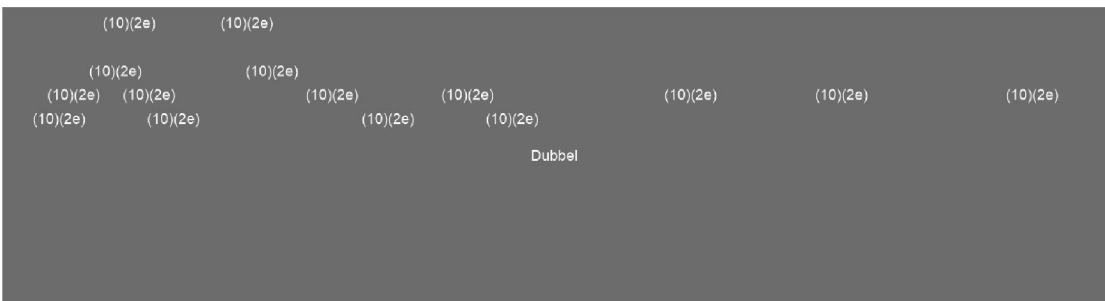 (10)(2e) (10)(2e)
(10)(2e) (10)(2e)
(10)(2e) (10)(2e) (10)(2e) (10)(2e) (10)(2e) (10)(2e) (10)(2e)
(10)(2e) (10)(2e) (10)(2e) (10)(2e)
Dubbel